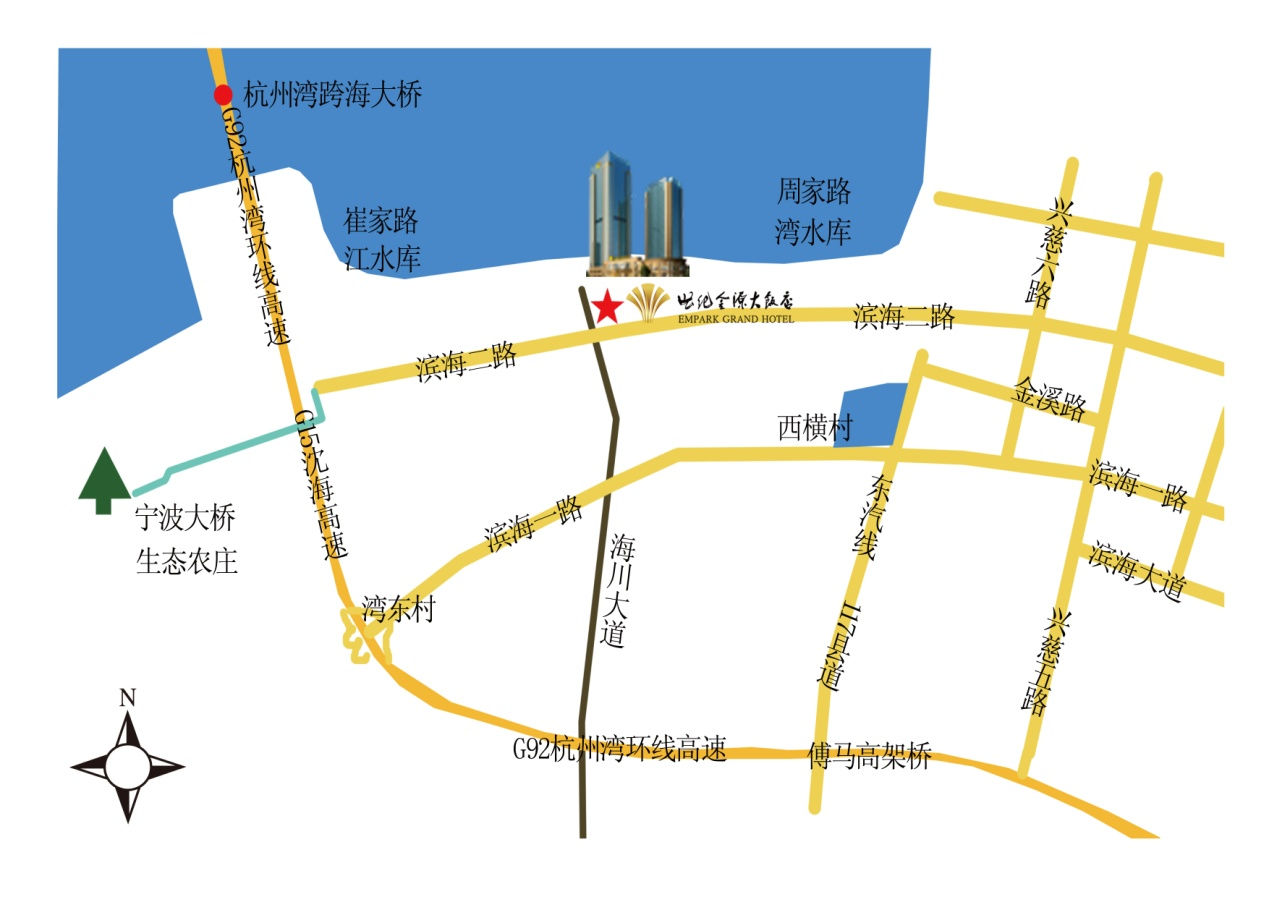 杭州湾跨海大桥
G92杭州湾环线高速
崔家路
江水库
周家路
湾水库
兴慈六路
世纪金源大饭店
EMPARK GRAND HOTEL
滨海二路
滨海二路
金溪路
西横村
G15沈海高速
滨海一路
滨海一路
东汽线
宁波大桥
生态农庄
海川大道
滨海大道
湾东村
117县道
兴慈五路
N
G92杭州湾环线高速
傅马高架桥